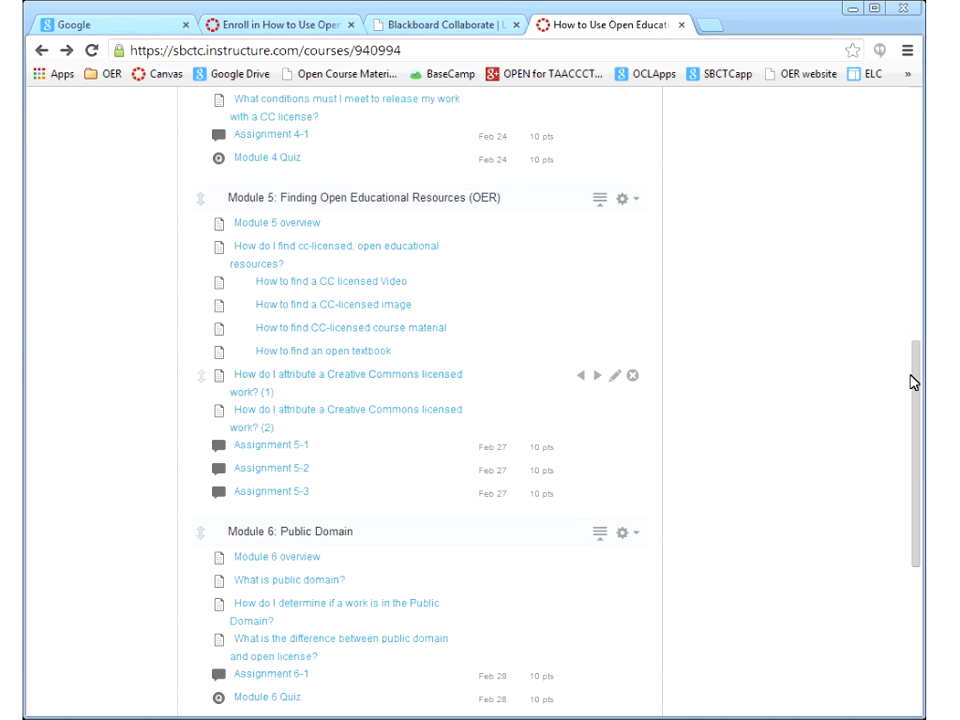 Google
Enroll in How to Use Oper
Blackboard Collaborate | L
How to Use Open Educat
https://sbctc.instructure.com/courses/940994
Apps OER Canvas Google Drive Open Course Materi... BaseCamp OPEN for TAACCCT... OCLApps SBCTCapp OER website ELC »
What conditions must I meet to release my work
with a CC license?
Assignment 4-1 Feb 24 10 pts
Module 4 Quiz Feb 24 10 pts
Module 5: Finding Open Educational Resources (OER)
Module 5 overview
How do I find cc-licensed, open educational
resources?
How to find a CC licensed Video
How to find a CC-licensed image
How to find CC-licensed course material
How to find an open textbook
How do I attribute a Creative Commons licensed
work? (1)
How do I attribute a Creative Commons licensed
work? (2)
Assignment 5-1 Feb 27 10 pts
Assignment 5-2 Feb 27 10 pts
Assignment 5-3 Feb 27 10 pts
Module 6: Public Domain
Module 6 overview
What is public domain?
How do I determine if a work is in the Public
Domain?
What is the difference between public domain
and open license?
Assignment 6-1 Feb 28 10 pts
Module 6 Quiz Feb 28 10 pts